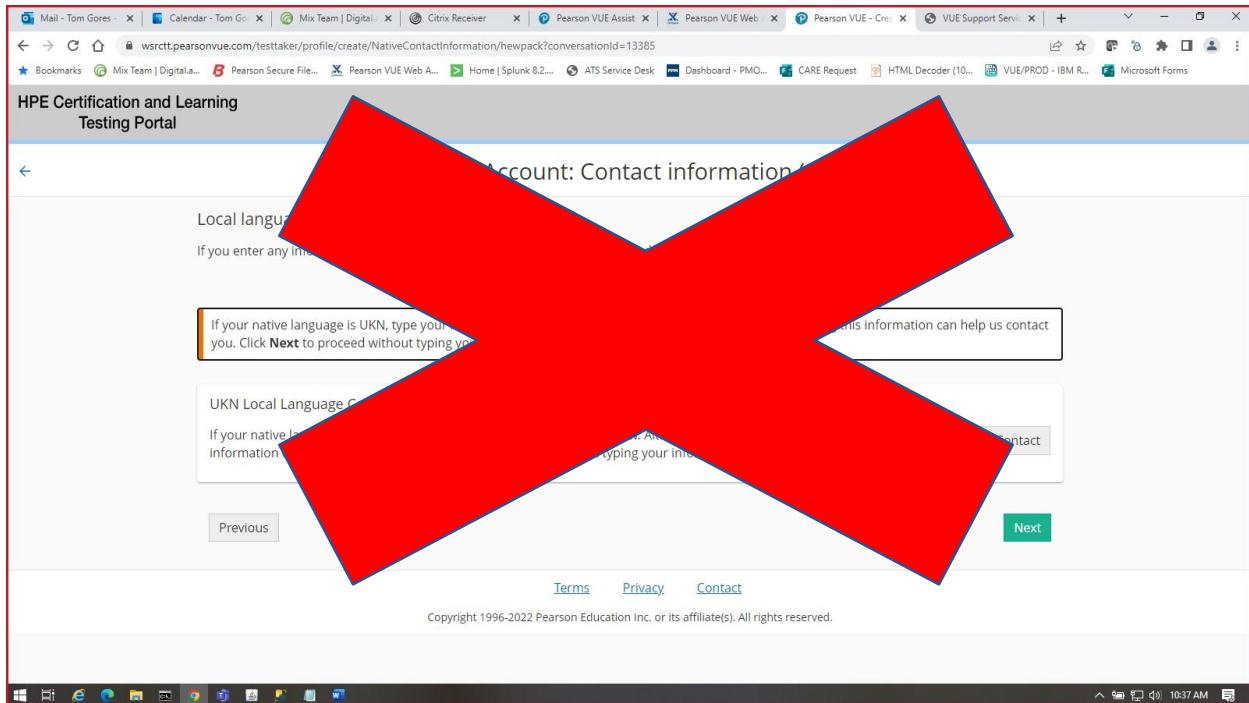 Mail - Tom Gores -
Calendar - Tom Go
Mix Team | Digital.
Citrix Receiver
Pearson VUE Assist
Pearson VUE Web
Pearson VUE - Cre
VUE Support Servic
wsrctt.pearsonvue.com/testtaker/profile/create/NativeContactInformation/hewpack?conversationId=13385
Bookmarks
Mix Team | Digital.a...
Pearson Secure File...
Pearson VUE Web A...
Home | Splunk 8.2....
ATS Service Desk
Dashboard - PMO...
CARE Request
HTML Decoder (10...
VUE/PROD - IBM R...
Microsoft Forms
HPE Certification and Learning
Testing Portal
Account: Contact information
Local langua
If you enter any in
If your native language is UKN, type your this information can help us contact
you. Click Next to proceed without typing yo
UKN Local Language
If your native
information typing your info
Contact
Previous
Next
Terms Privacy Contact
Copyright 1996-2022 Pearson Education Inc. or its affiliate(s). All rights reserved.
10:37 AM